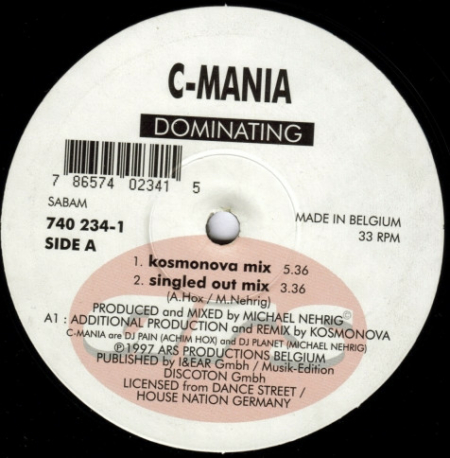 C-MANIA
DOMINATING
7 86574 02341 5
SABAM
740 234-1
SIDE A
MADE IN BELGIUM
33 RPM
1. kosmonova mix 5.36
2. singled out mix 3.36
(A.Hox / M.Nehrig)
PRODUCED and MIXED by MICHAEL NEHRIG©
A1 : ADDITIONAL PRODUCTION and REMIX by KOSMONOVA
C-MANIA are DJ PAIN (ACHIM HOX) and DJ PLANET (MICHAEL NEHRIG)
℗1997 ARS PRODUCTIONS BELGIUM
PUBLISHED by I&EAR Gmbh / Musik-Edition
DISCOTON Gmbh
LICENSED from DANCE STREET /
HOUSE NATION GERMANY